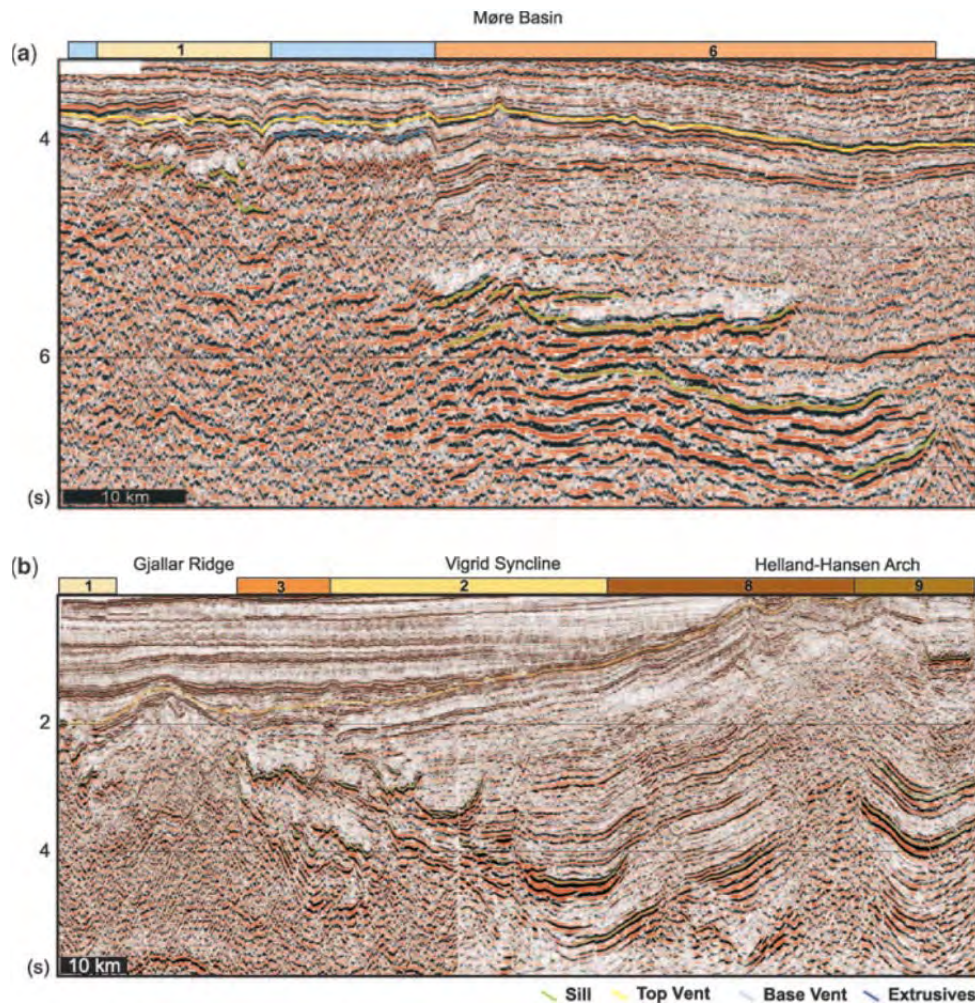 Møre Basin
(a)
1
6
4
6
(s)
10 km
(b)
Gjallar Ridge
Vigrid Syncline
Helland-Hansen Arch
1
3
2
8
9
2
4
(s)
10 km
Sill
Top Vent
Base Vent
Extrusives